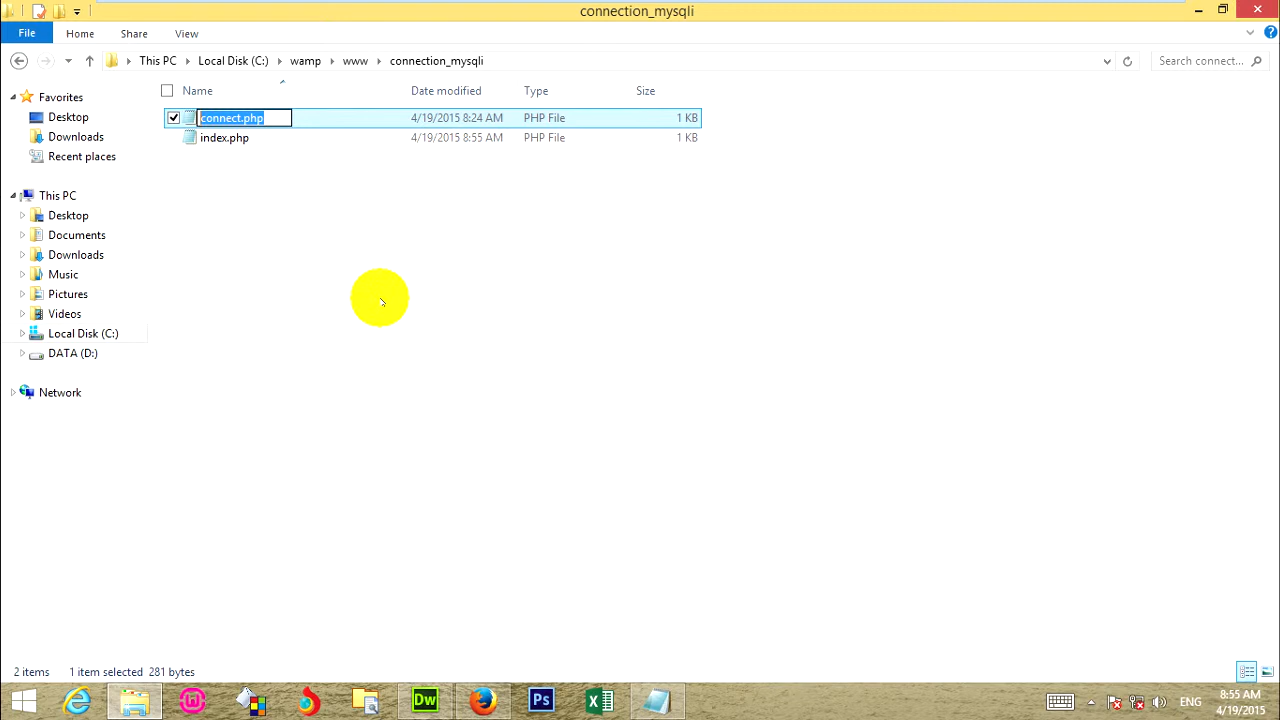 connection_mysqli
File Home Share View
This PC Local Disk (C:) wamp www connection_mysqli Search connect...
Name Date modified Type Size
connect.php 4/19/2015 8:24 AM PHP File 1 KB
index.php 4/19/2015 8:55 AM PHP File 1 KB
Favorites
Desktop
Downloads
Recent places
This PC
Desktop
Documents
Downloads
Music
Pictures
Videos
Local Disk (C:)
DATA (D:)
Network
2 items 1 item selected 281 bytes
Dw Ps ENG 8:55 AM
4/19/2015